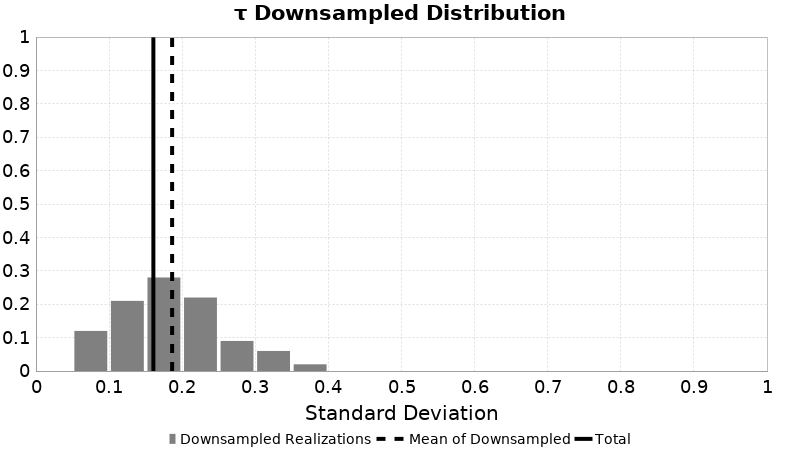 τ Downsampled Distribution
1
0.9
0.8
0.7
0.6
0.5
0.4
0.3
0.2
0.1
0
0 0.1 0.2 0.3 0.4 0.5 0.6 0.7 0.8 0.9 1
Standard Deviation
Downsampled Realizations Mean of Downsampled Total